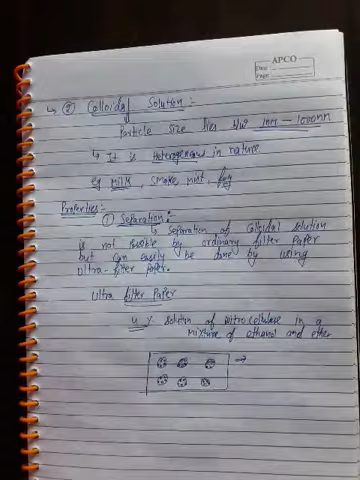 APCO
Date:
Page:
↳ ② Colloidal Solution :-
Particle Size lies b/w 1nm – 1000nm
↳ It is Heterogeneous in nature
eg Milk, smoke, mist, fog
Properties:-
① Separation:-
↳ Separation of Colloidal solution
is not possible by ordinary filter paper
but can easily be done by using
ultra-filter paper.
Ultra filter Paper
4% solution of Nitrocellulose in a
mixture of ethanol and ether